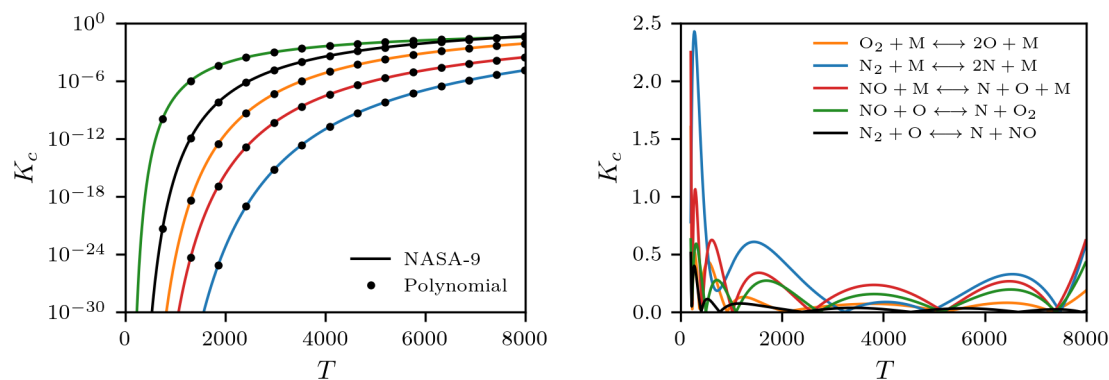 10⁰
10⁻⁶
10⁻¹²
10⁻¹⁸
10⁻²⁴
10⁻³⁰
K_c
0 2000 4000 6000 8000
T
NASA-9
Polynomial
2.5
2.0
1.5
1.0
0.5
0.0
K_c
0 2000 4000 6000 8000
T
O₂ + M ⟷ 2O + M
N₂ + M ⟷ 2N + M
NO + M ⟷ N + O + M
NO + O ⟷ N + O₂
N₂ + O ⟷ N + NO